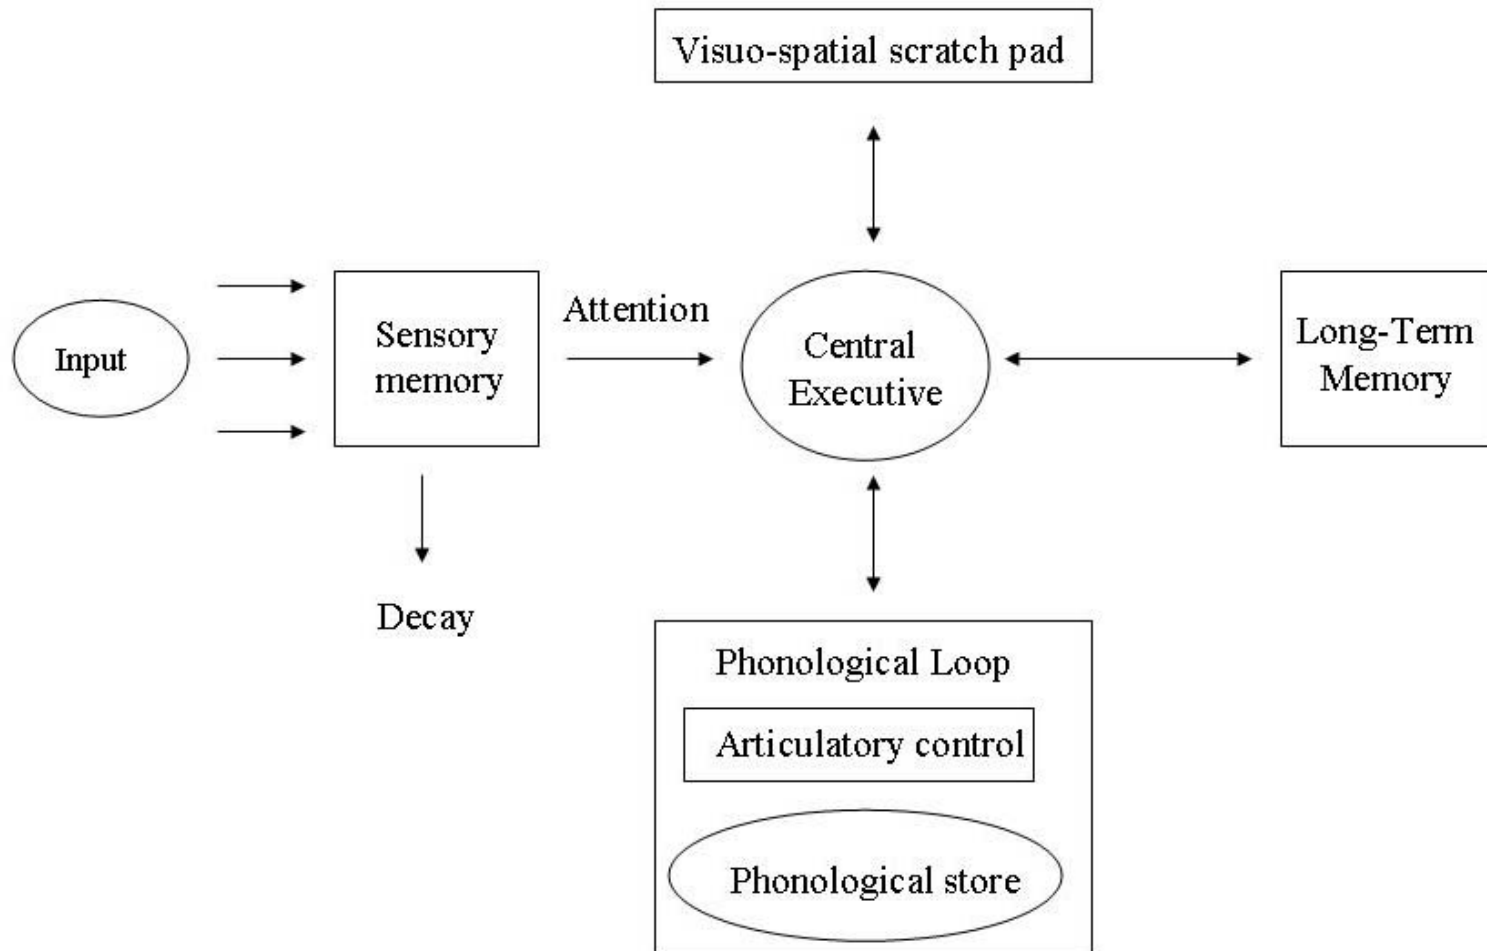 Visuo-spatial scratch pad
Input
Sensory
memory
Attention
Central
Executive
Long-Term
Memory
Decay
Phonological Loop
Articulatory control
Phonological store